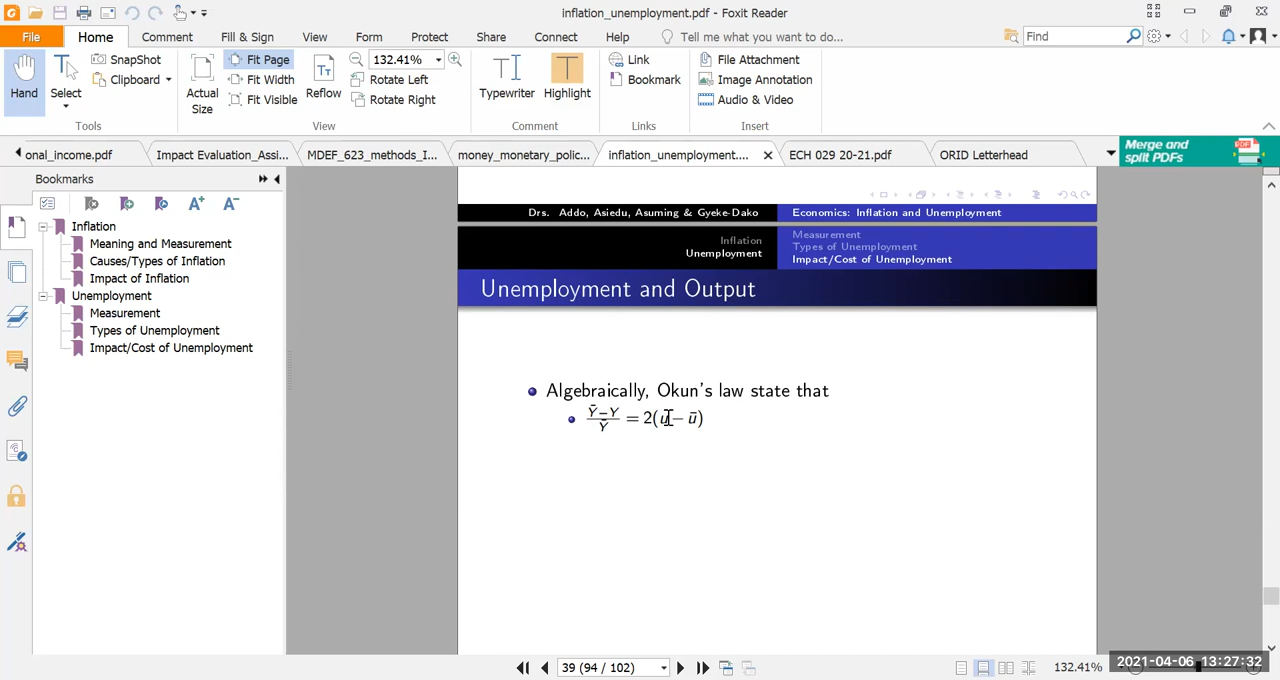 inflation_unemployment.pdf - Foxit Reader
File Home Comment Fill & Sign View Form Protect Share Connect Help Tell me what you want to do... Find
Hand Select SnapShot Clipboard
Tools
Actual Size Fit Page Fit Width Fit Visible Reflow 132.41% Rotate Left Rotate Right
View
Typewriter Highlight
Comment
Link Bookmark
Links
File Attachment Image Annotation Audio & Video
Insert
onal_income.pdf Impact Evaluation_Assi... MDEF_623_methods_I... money_monetary_polic... inflation_unemployment.... ECH 029 20-21.pdf ORID Letterhead
Merge and
split PDFs
Bookmarks
Inflation
Meaning and Measurement
Causes/Types of Inflation
Impact of Inflation
Unemployment
Measurement
Types of Unemployment
Impact/Cost of Unemployment
Drs. Addo, Asiedu, Asuming & Gyeke-Dako Economics: Inflation and Unemployment
Inflation
Unemployment
Measurement
Types of Unemployment
Impact/Cost of Unemployment
Unemployment and Output
Algebraically, Okun's law state that
(Ȳ−Y)/Ȳ = 2(u − ū)
39 (94 / 102) 132.41%
2021-04-06 13:27:32